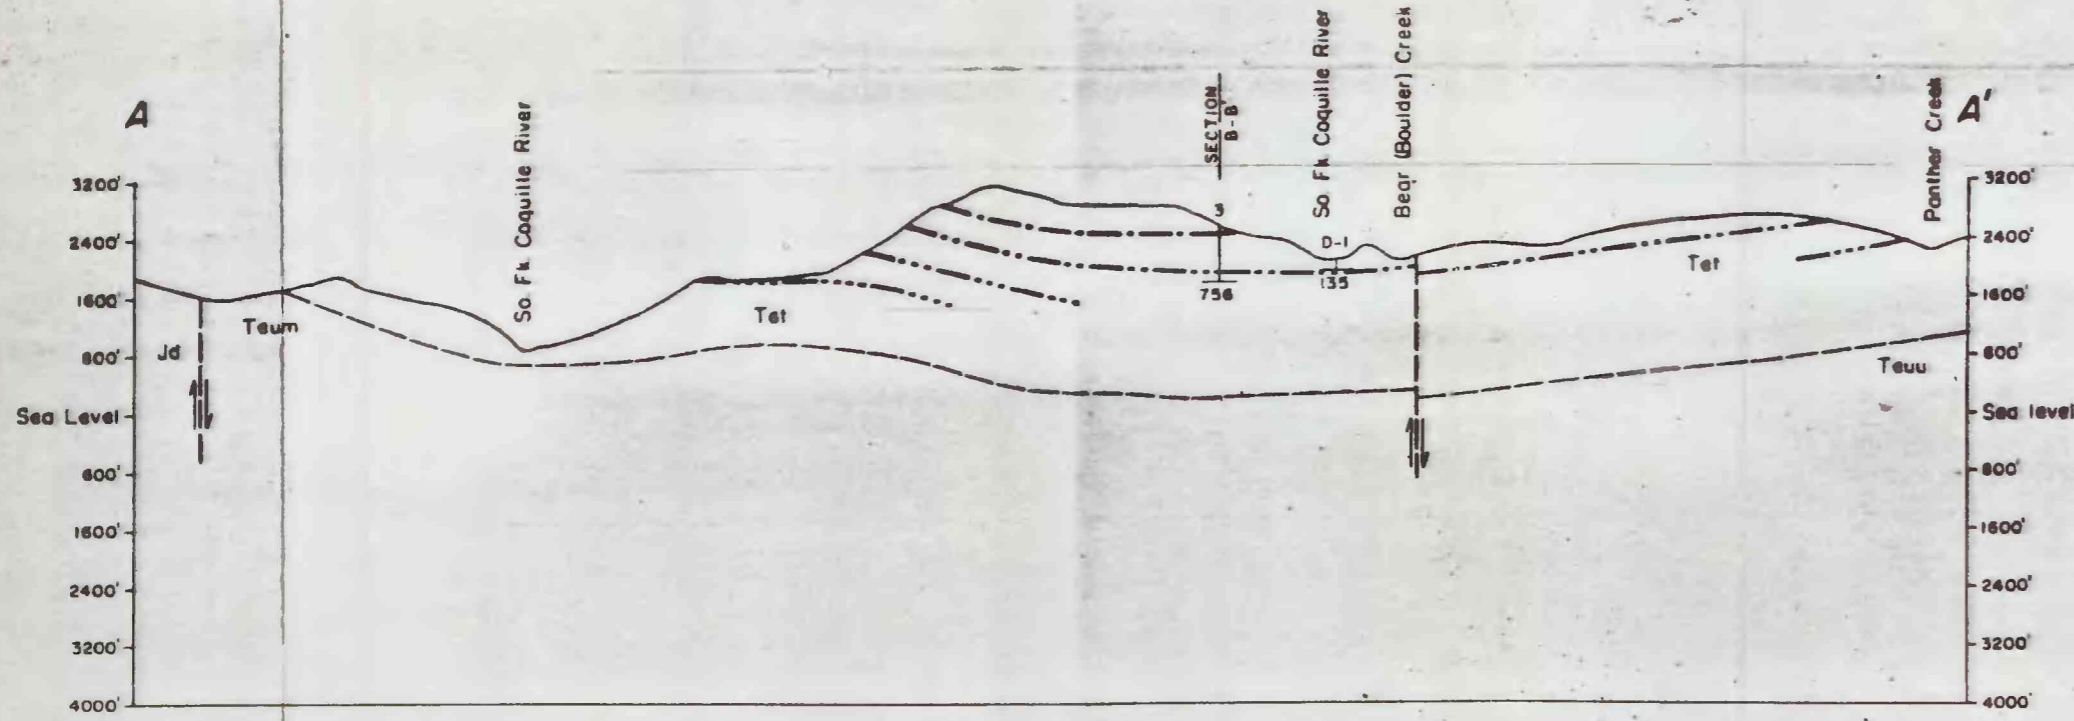 A
So. Fk. Coquille River
SECTION
B-B'
So. Fk. Coquille River
Bear (Boulder) Creek
Panther Creek
A'
3200'
2400'
1600'
800'
Sea Level
800'
1600'
2400'
3200'
4000'
Jd
Teum
Tet
3
756
D-1
135
Tet
Teuu
3200'
2400'
1600'
800'
Sea level
800'
1600'
2400'
3200'
4000'